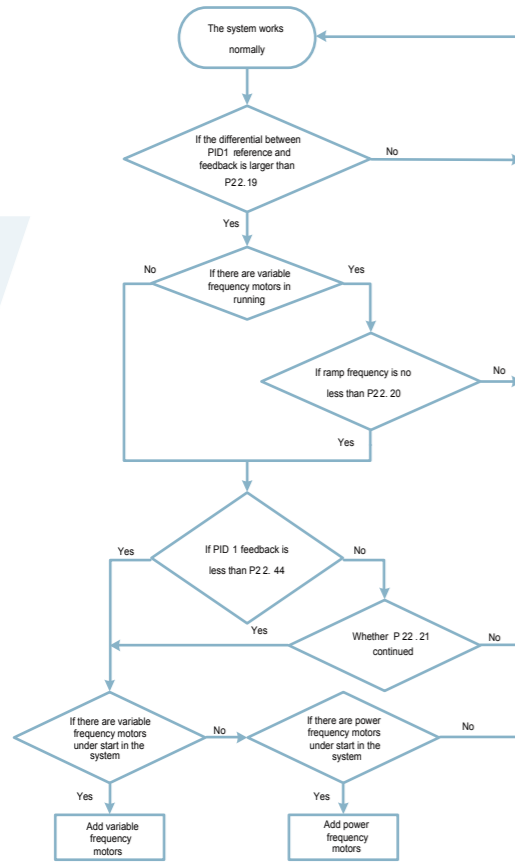 The system works
normally
If the differential between
PID1 reference and
feedback is larger than
P22.19
No
Yes
No
If there are variable
frequency motors in
running
Yes
If ramp frequency is no
less than P22. 20
No
Yes
Yes
If PID 1 feedback is
less than P22. 44
No
Yes
Whether P 22 . 21
continued
No
If there are variable
frequency motors
under start in the
system
No
If there are power
frequency motors
under start in the
system
No
Yes
Yes
Add variable
frequency
motors
Add power
frequency
motors